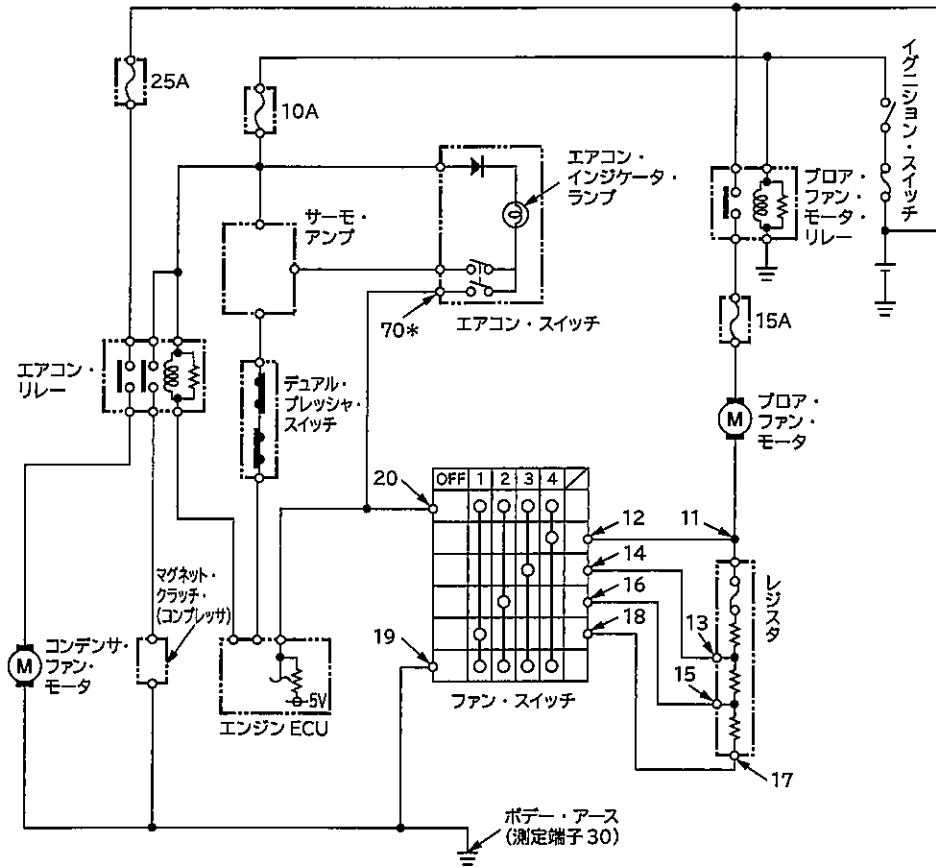 25A
10A
イグニション・スイッチ
エアコン・
インジケータ・
ランプ
サーモ・
アンプ
ブロア・
ファン・
モータ・
リレー
70*
エアコン・スイッチ
15A
エアコン・
リレー
デュアル・
プレッシャ・
スイッチ
M
ブロア・
ファン・
モータ
20
OFF 1 2 3 4
12
11
14
16
18
レジスタ
マグネット・
クラッチ・
(コンプレッサ)
13
19
15
M
コンデンサ・
ファン・
モータ
5V
エンジン ECU
ファン・スイッチ
17
ボデー・アース
(測定端子30)